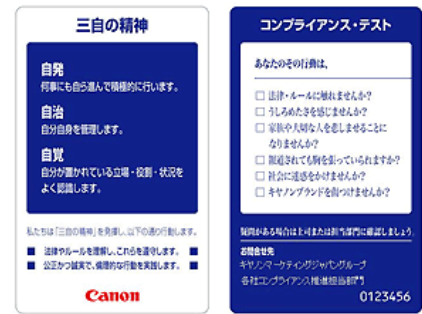 三自の精神
自発
何事にも自ら進んで積極的に行います。
自治
自分自身を管理します。
自覚
自分が置かれている立場・役割・状況を
よく認識します。
私たちは「三自の精神」を発揮し、以下の通り行動します。
■ 法律やルールを理解し、これらを遵守します。 ■
■ 公正かつ誠実で、倫理的な行動を実践します。 ■
Canon
コンプライアンス・テスト
あなたのその行動は、
□ 法律・ルールに触れませんか?
□ うしろめたさを感じませんか?
□ 家族や大切な人を悲しませることに
なりませんか?
□ 報道されても胸を張っていられますか?
□ 社会に迷惑をかけませんか?
□ キヤノンブランドを傷つけませんか?
疑問がある場合は上司または担当部門に確認しましょう。
お問合せ先
キヤノンマーケティングジャパングループ
各社コンプライアンス推進担当部門
0123456